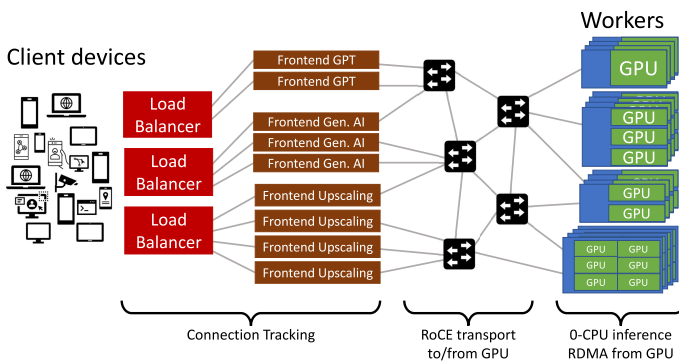 Workers
Client devices
Frontend GPT
Frontend GPT
Load
Balancer
Frontend Gen. AI
Frontend Gen. AI
Frontend Gen. AI
Load
Balancer
Frontend Upscaling
Frontend Upscaling
Frontend Upscaling
Frontend Upscaling
Load
Balancer
GPU
GPU
GPU
GPU
GPU
GPU
GPU GPU
GPU GPU
GPU GPU
Connection Tracking
RoCE transport
to/from GPU
0-CPU inference
RDMA from GPU